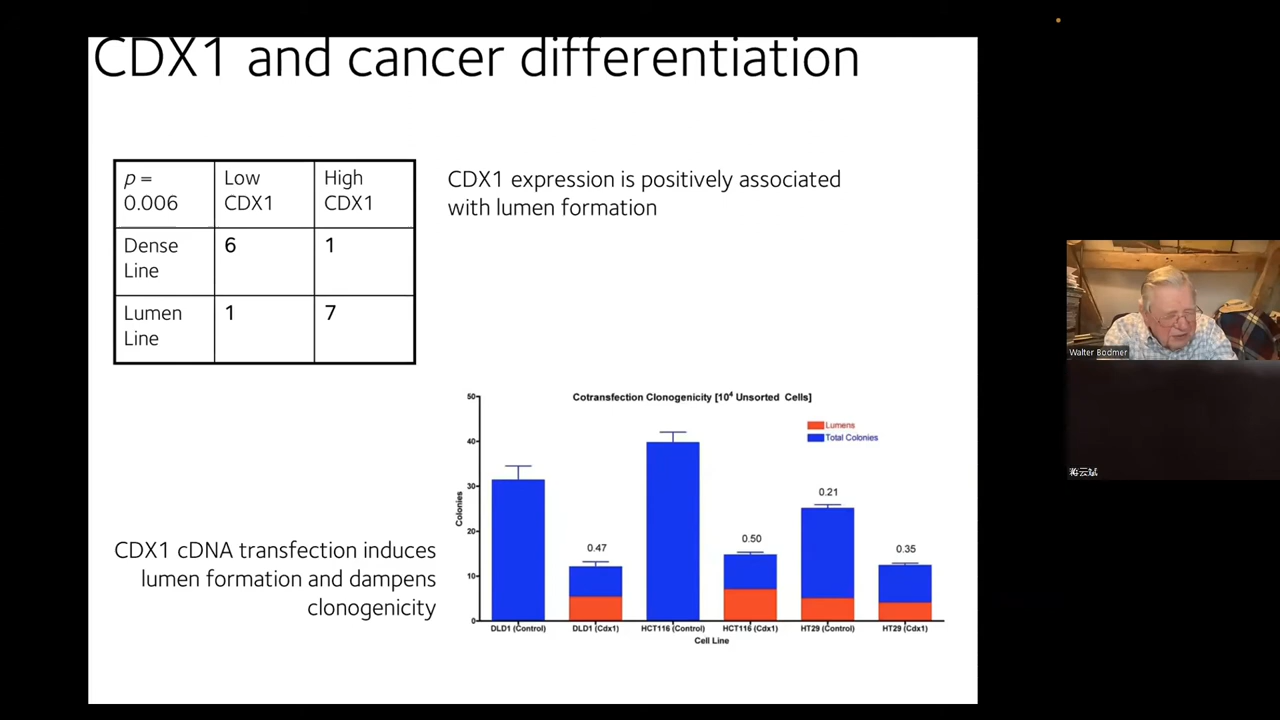 CDX1 and cancer differentiation
p =
0.006
Low
CDX1
High
CDX1
Dense
Line
6
1
Lumen
Line
1
7
CDX1 expression is positively associated
with lumen formation
CDX1 cDNA transfection induces
lumen formation and dampens
clonogenicity
Cotransfection Clonogenicity [10⁴ Unsorted Cells]
Lumens
Total Colonies
Colonies
50
40
30
20
10
0
0.47
0.50
0.21
0.35
DLD1 (Control)
DLD1 (Cdx1)
HCT116 (Control)
HCT116 (Cdx1)
HT29 (Control)
HT29 (Cdx1)
Cell Line
Walter Bodmer
蒋云斌